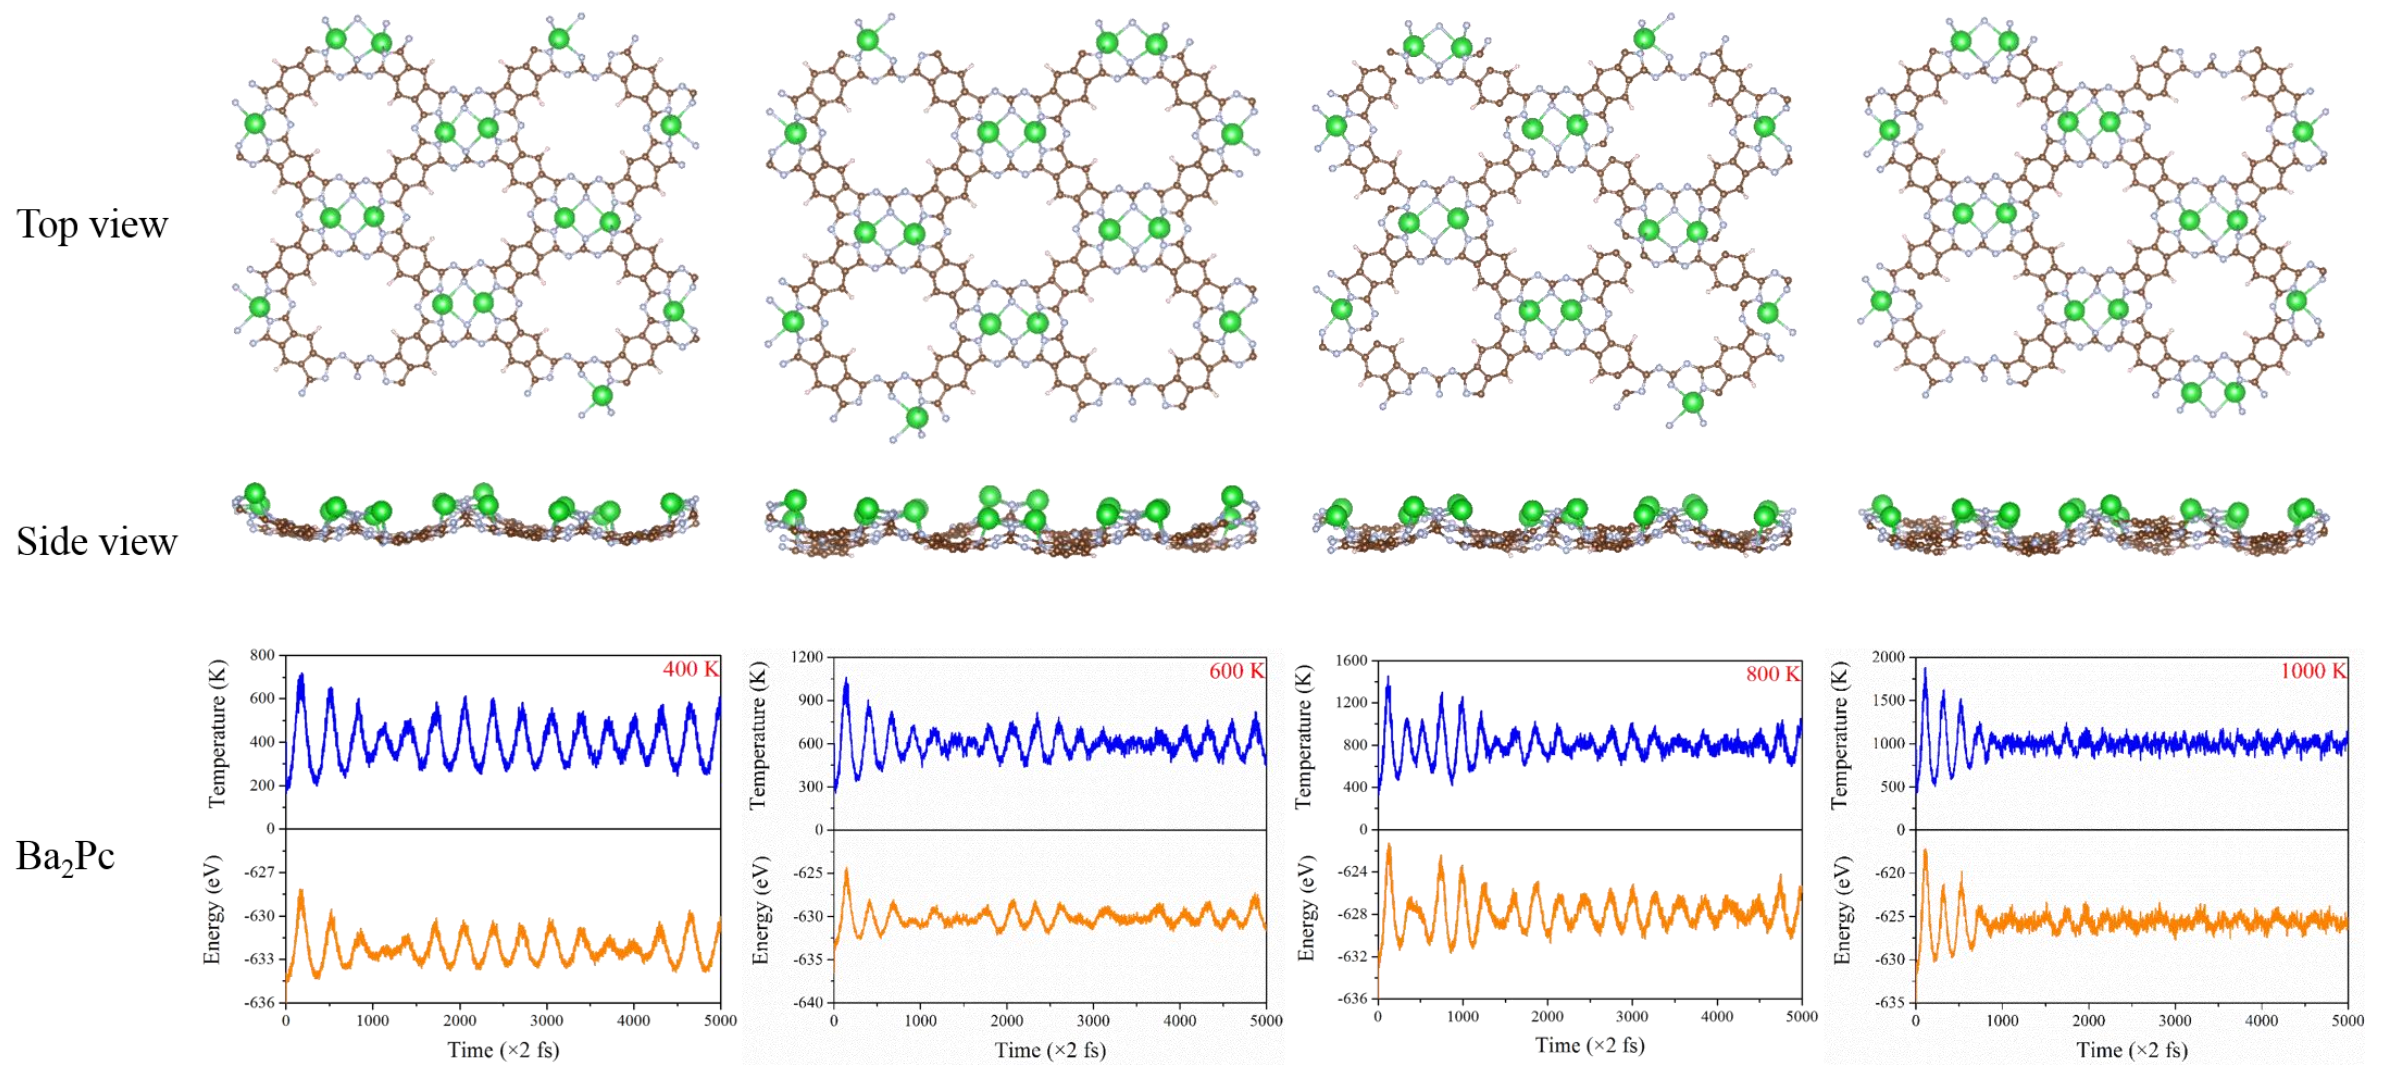 Top view
Side view
Ba₂Pc
400 K
Temperature (K)
800
600
400
200
0
Energy (eV)
-627
-630
-633
-636
0 1000 2000 3000 4000 5000
Time (×2 fs)
600 K
Temperature (K)
1200
900
600
300
0
Energy (eV)
-625
-630
-635
-640
0 1000 2000 3000 4000 5000
Time (×2 fs)
800 K
Temperature (K)
1600
1200
800
400
0
Energy (eV)
-624
-628
-632
-636
0 1000 2000 3000 4000 5000
Time (×2 fs)
1000 K
Temperature (K)
2000
1500
1000
500
0
Energy (eV)
-620
-625
-630
-635
0 1000 2000 3000 4000 5000
Time (×2 fs)